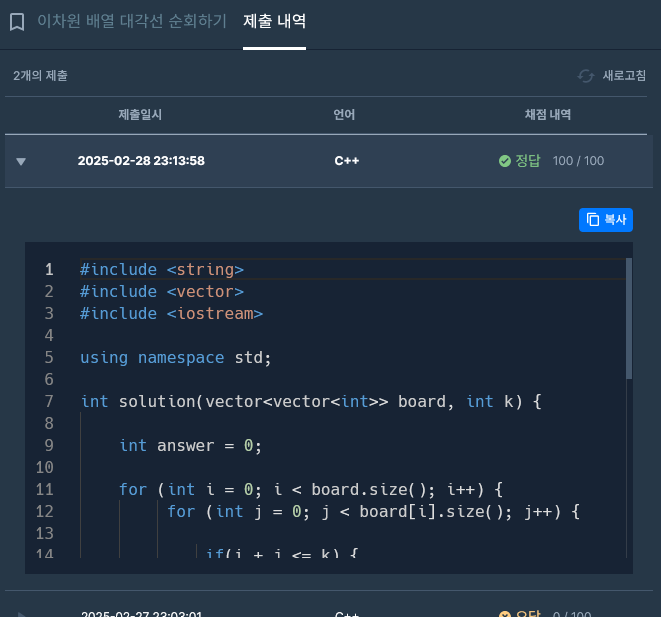 이차원 배열 대각선 순회하기 제출 내역
2개의 제출 새로고침
제출일시 언어 채점 내역
2025-02-28 23:13:58 C++ 정답 100 / 100
복사
1 #include <string>
2 #include <vector>
3 #include <iostream>
4
5 using namespace std;
6
7 int solution(vector<vector<int>> board, int k) {
8
9 int answer = 0;
10
11 for (int i = 0; i < board.size(); i++) {
12 for (int j = 0; j < board[i].size(); j++) {
13
14 if(i + j <= k) {
2025-02-27 23:03:01 C++ 오답 0 / 100